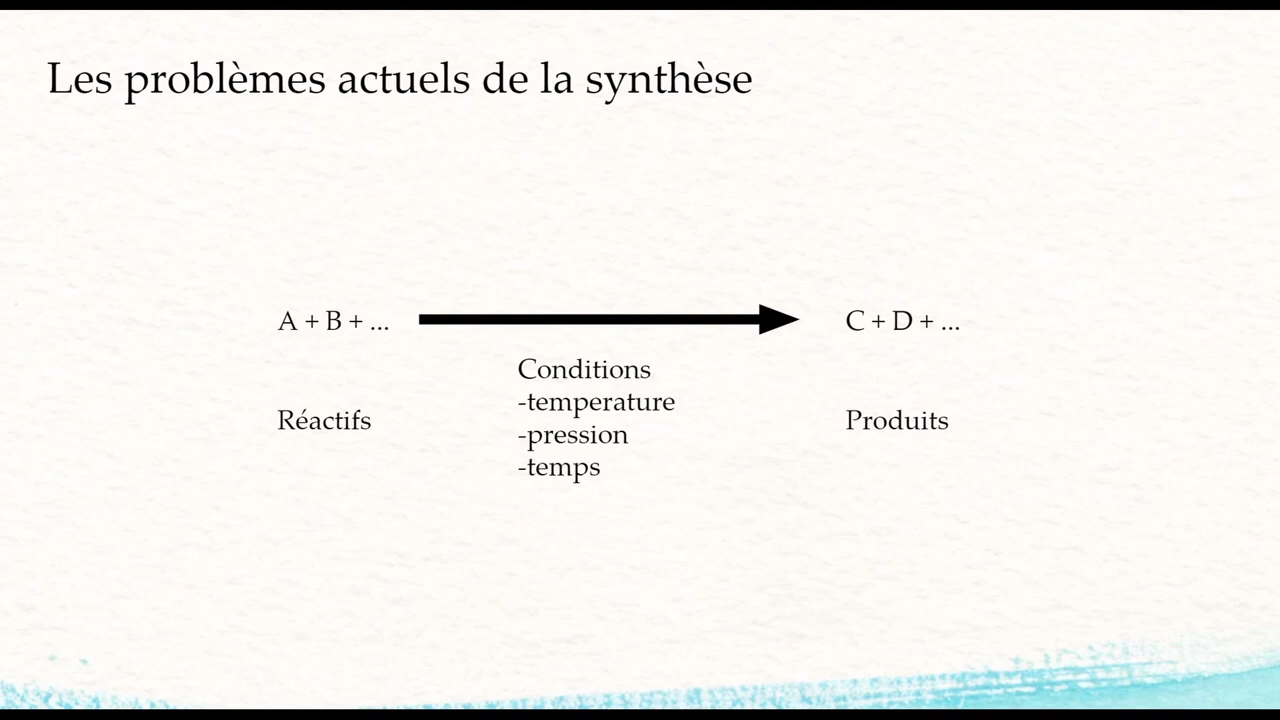 Les problèmes actuels de la synthèse
A + B + ...
C + D + ...
Conditions
-temperature
-pression
-temps
Réactifs
Produits